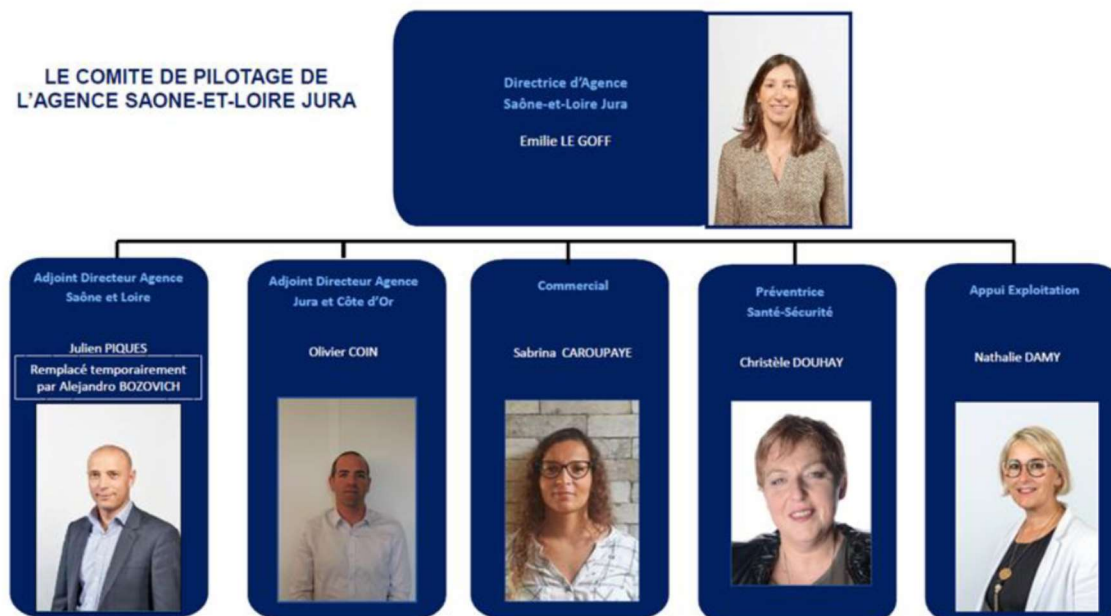 LE COMITE DE PILOTAGE DE
L'AGENCE SAONE-ET-LOIRE JURA
Directrice d'Agence
Saône-et-Loire Jura
Emilie LE GOFF
Adjoint Directeur Agence
Saône et Loire
Julien PIQUES
Remplacé temporairement
par Alejandro BOZOVICH
Adjoint Directeur Agence
Jura et Côte d'Or
Olivier COIN
Commercial
Sabrina CAROUPAYE
Préventrice
Santé-Sécurité
Christèle DOUHAY
Appui Exploitation
Nathalie DAMY